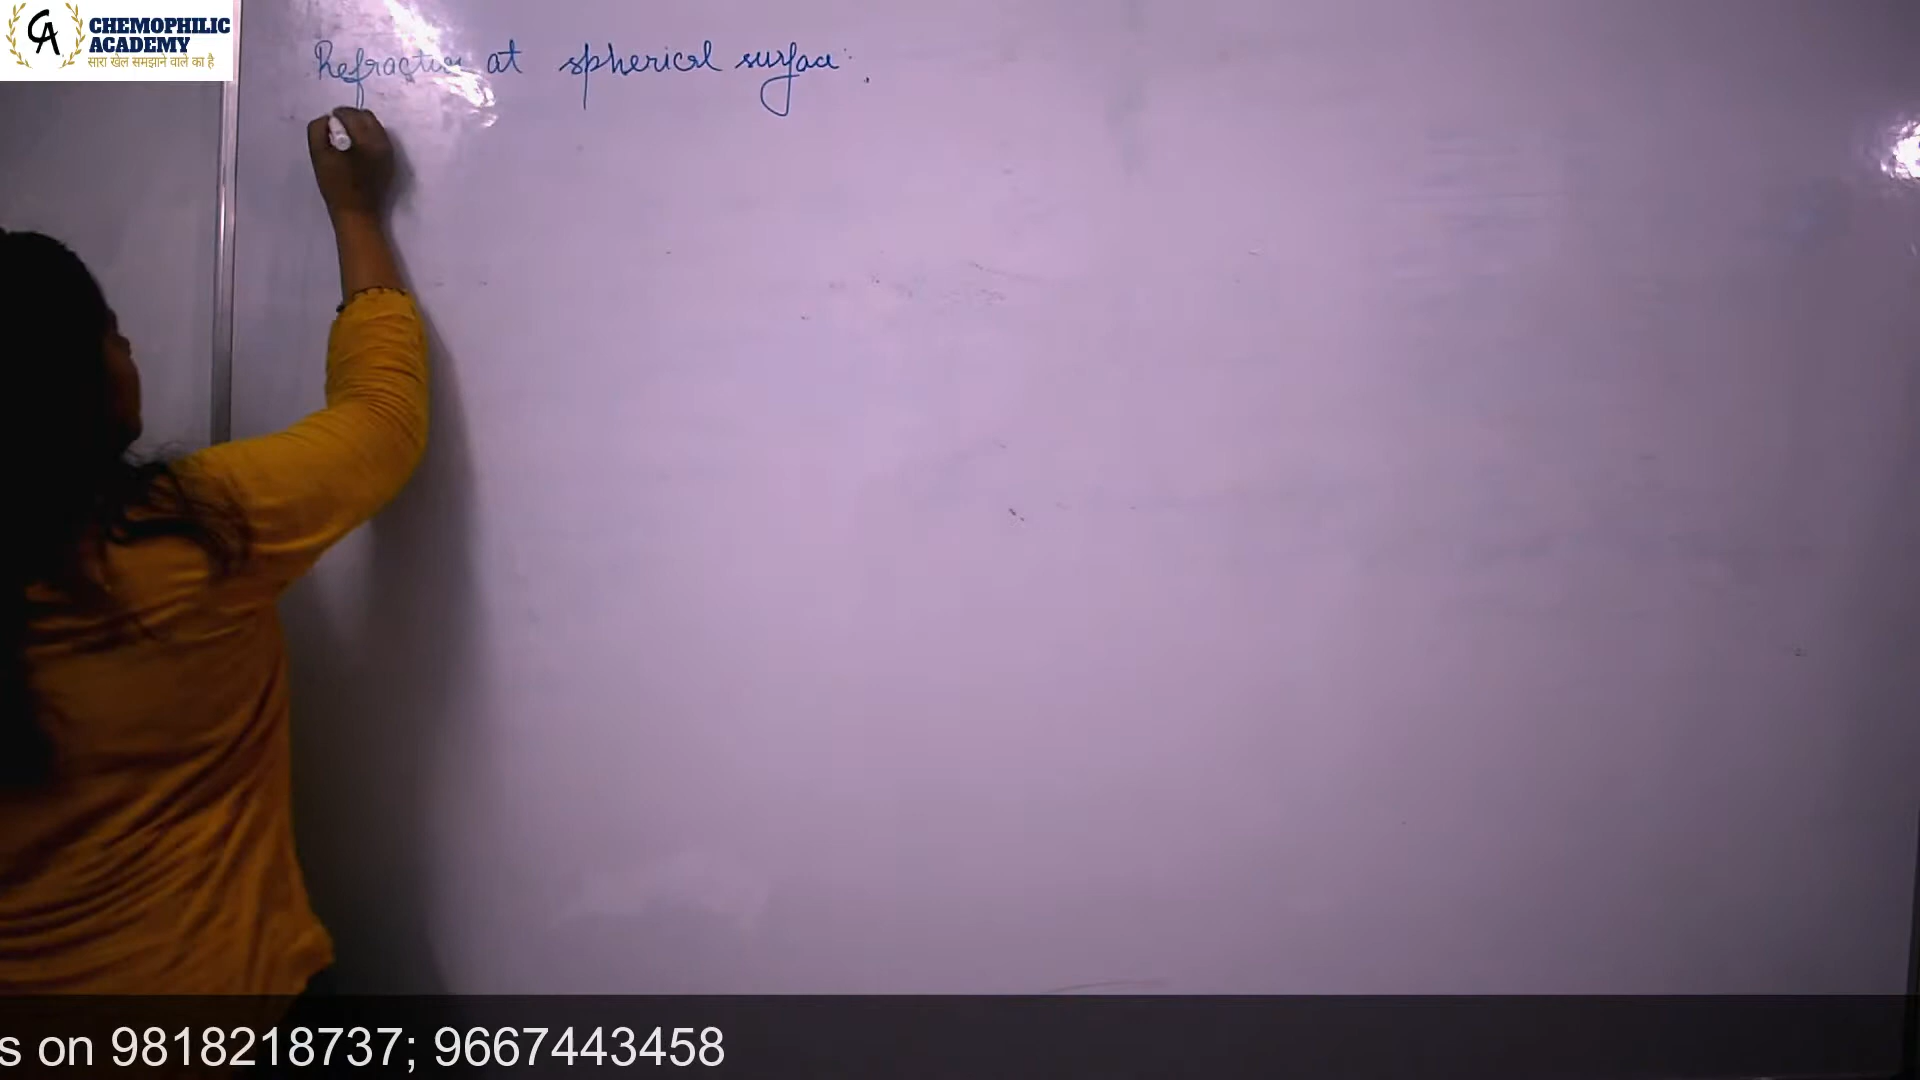 CHEMOPHILIC
ACADEMY
सारा खेल समझाने वाले का है
Refraction at spherical surface:
s on 9818218737; 9667443458